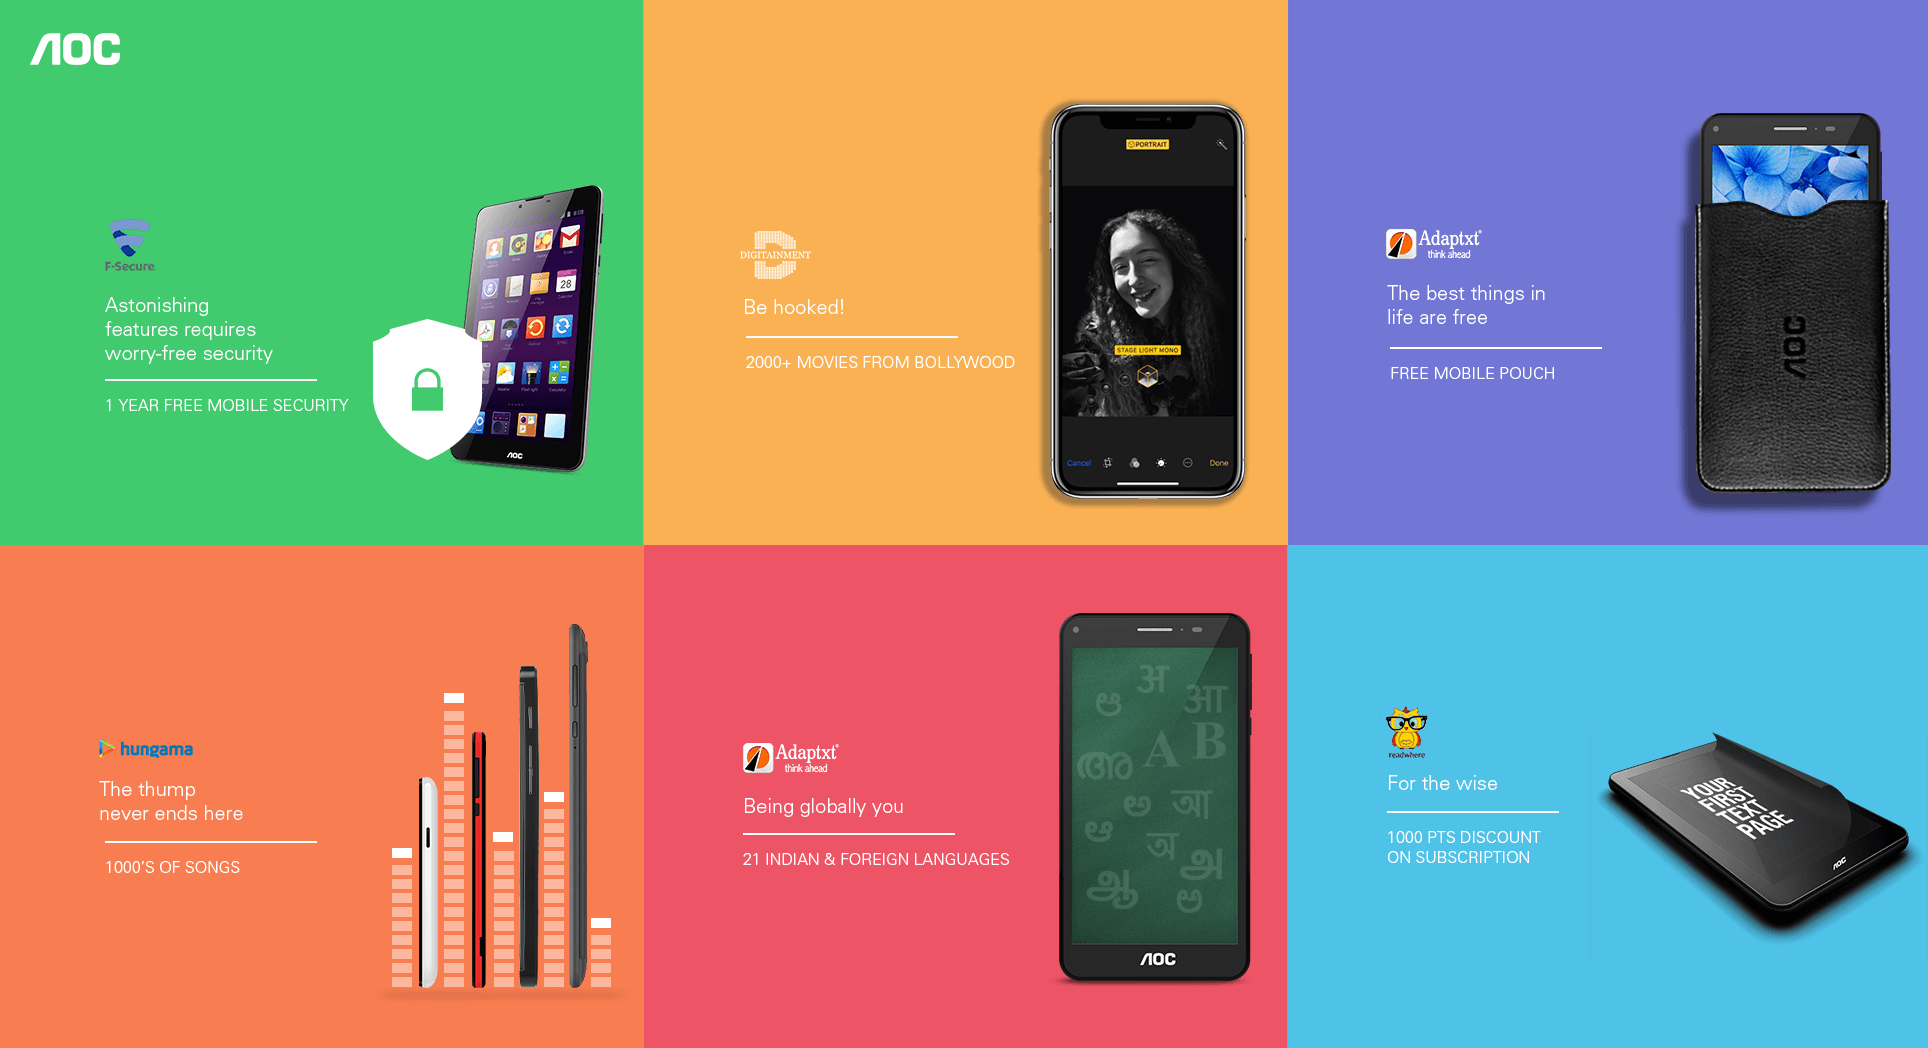 AOC
F-Secure.
Astonishing
features requires
worry-free security
1 YEAR FREE MOBILE SECURITY
8:08
28
AOC
DIGITAINMENT
Be hooked!
2000+ MOVIES FROM BOLLYWOOD
PORTRAIT
STAGE LIGHT MONO
Cancel
Done
Adaptxt®
think ahead
The best things in
life are free
FREE MOBILE POUCH
AOC
hungama
The thump
never ends here
1000'S OF SONGS
Adaptxt®
think ahead
Being globally you
21 INDIAN & FOREIGN LANGUAGES
अ
ಅ
आ
A B
അ
આ
அ
ஆ
AOC
readwhere
For the wise
1000 PTS DISCOUNT
ON SUBSCRIPTION
YOUR
FIRST
TEXT
PAGE
AOC